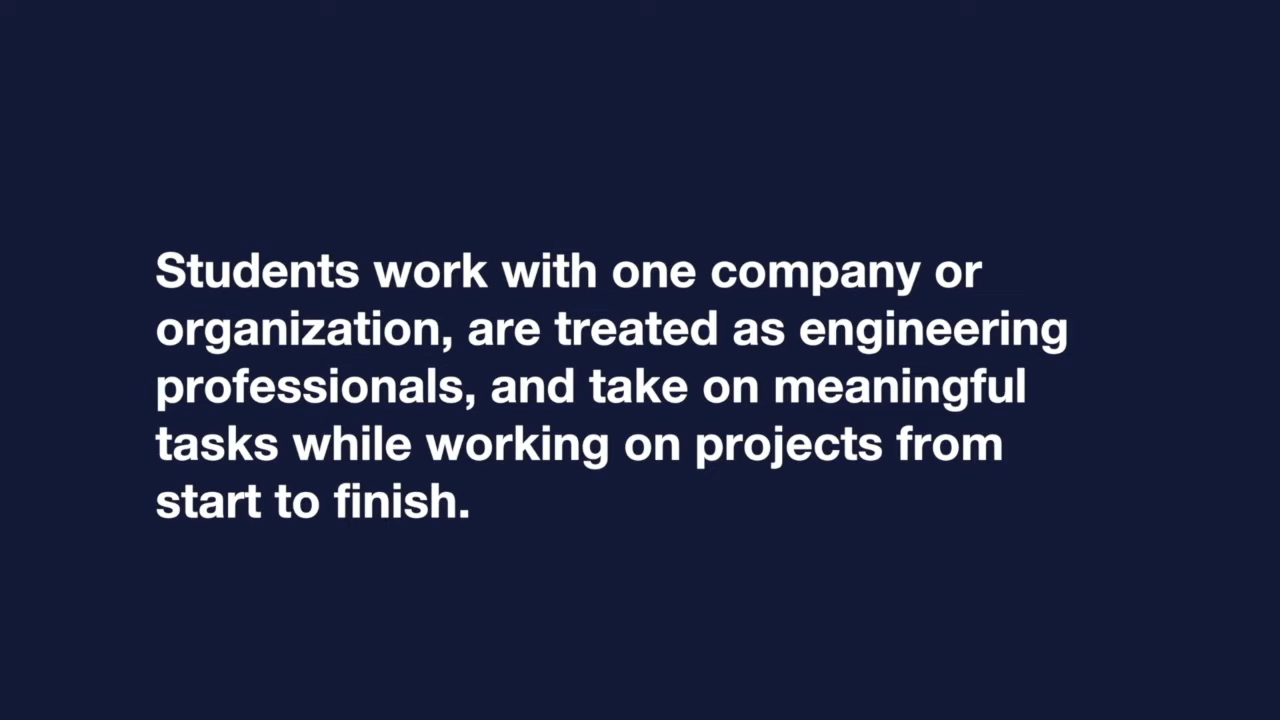 Students work with one company or
organization, are treated as engineering
professionals, and take on meaningful
tasks while working on projects from
start to finish.